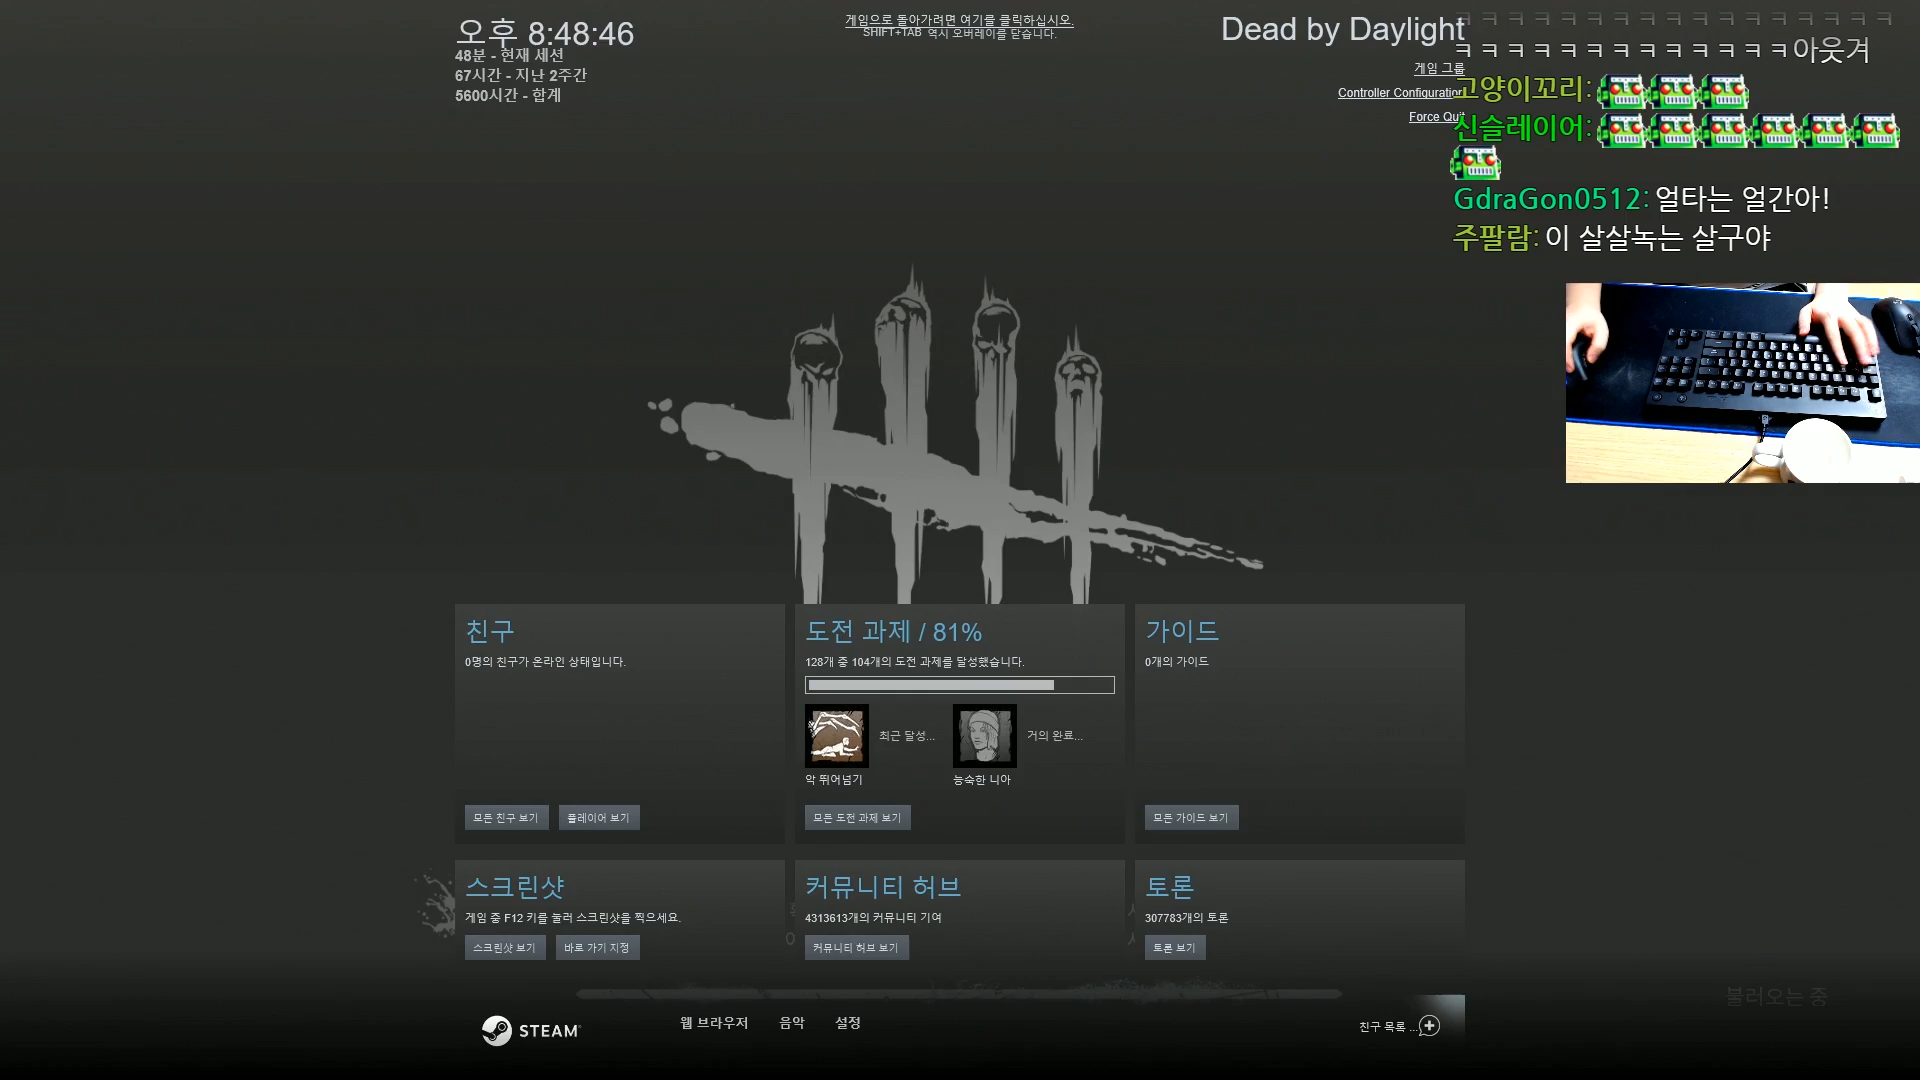 오후 8:48:46
48분 - 현재 세션
67시간 - 지난 2주간
5600시간 - 합계
게임으로 돌아가려면 여기를 클릭하십시오.
SHIFT+TAB 역시 오버레이를 닫습니다.
Dead by Daylight
게임 그룹
Controller Configuration
Force Quit
ㅋㅋㅋㅋㅋㅋㅋㅋㅋㅋㅋㅋㅋㅋㅋㅋㅋㅋ
ㅋㅋㅋㅋㅋㅋㅋㅋㅋㅋㅋㅋㅋ아웃겨
고양이꼬리:
신슬레이어:
GdraGon0512: 얼타는 얼간아!
주팔람: 이 살살녹는 살구야
친구
0명의 친구가 온라인 상태입니다.
모든 친구 보기
플레이어 보기
도전 과제 / 81%
128개 중 104개의 도전 과제를 달성했습니다.
최근 달성...
거의 완료...
악 뛰어넘기
능숙한 니아
모든 도전 과제 보기
가이드
0개의 가이드
모든 가이드 보기
스크린샷
게임 중 F12 키를 눌러 스크린샷을 찍으세요.
스크린샷 보기
바로 가기 지정
커뮤니티 허브
4313613개의 커뮤니티 기여
커뮤니티 허브 보기
토론
307783개의 토론
토론 보기
불러오는 중
STEAM
웹 브라우저
음악
설정
친구 목록 ...